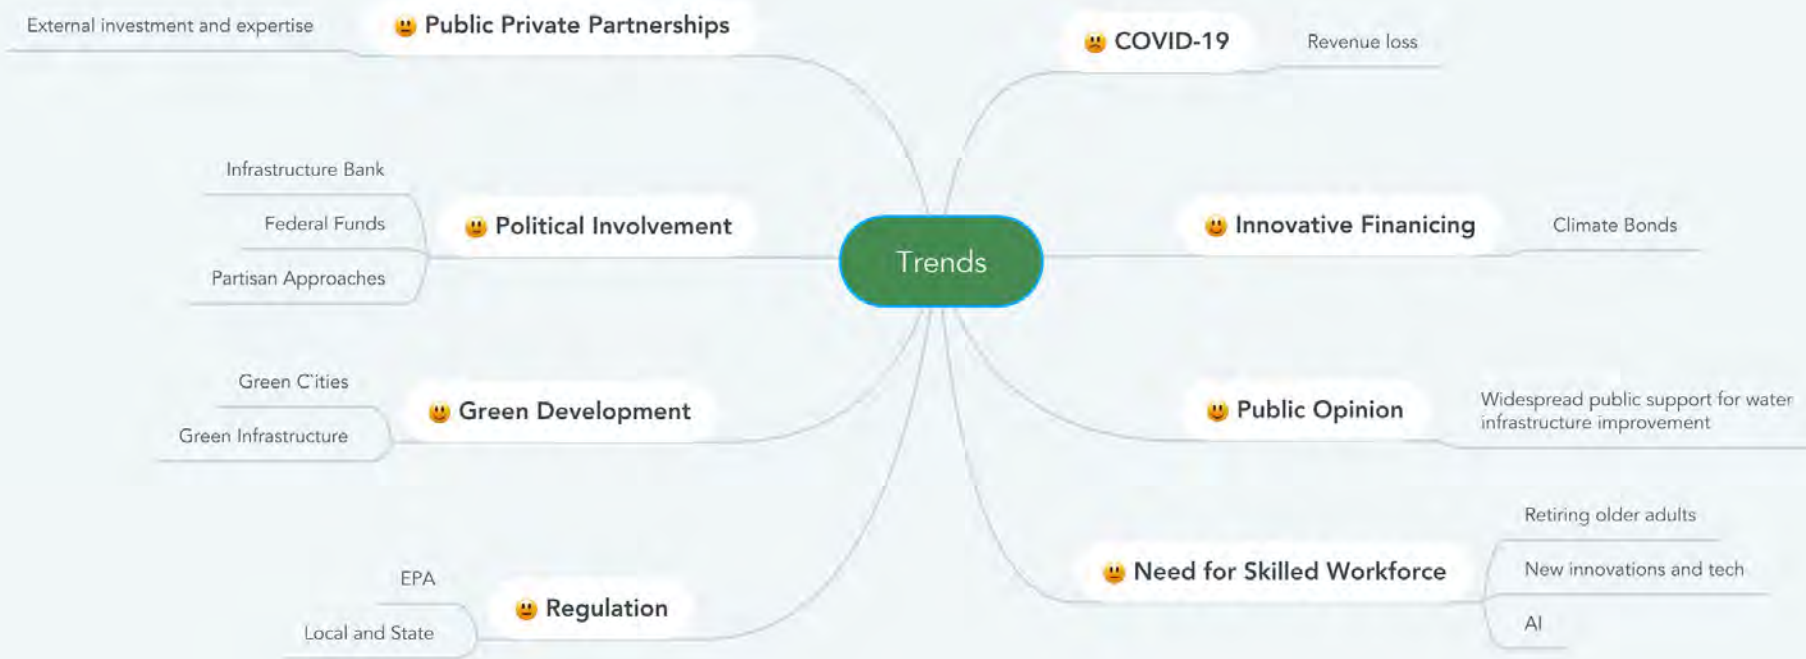 External investment and expertise
Public Private Partnerships
COVID-19
Revenue loss
Infrastructure Bank
Federal Funds
Partisan Approaches
Political Involvement
Trends
Innovative Finanicing
Climate Bonds
Green C`ities
Green Infrastructure
Green Development
Public Opinion
Widespread public support for water
infrastructure improvement
EPA
Local and State
Regulation
Need for Skilled Workforce
Retiring older adults
New innovations and tech
AI